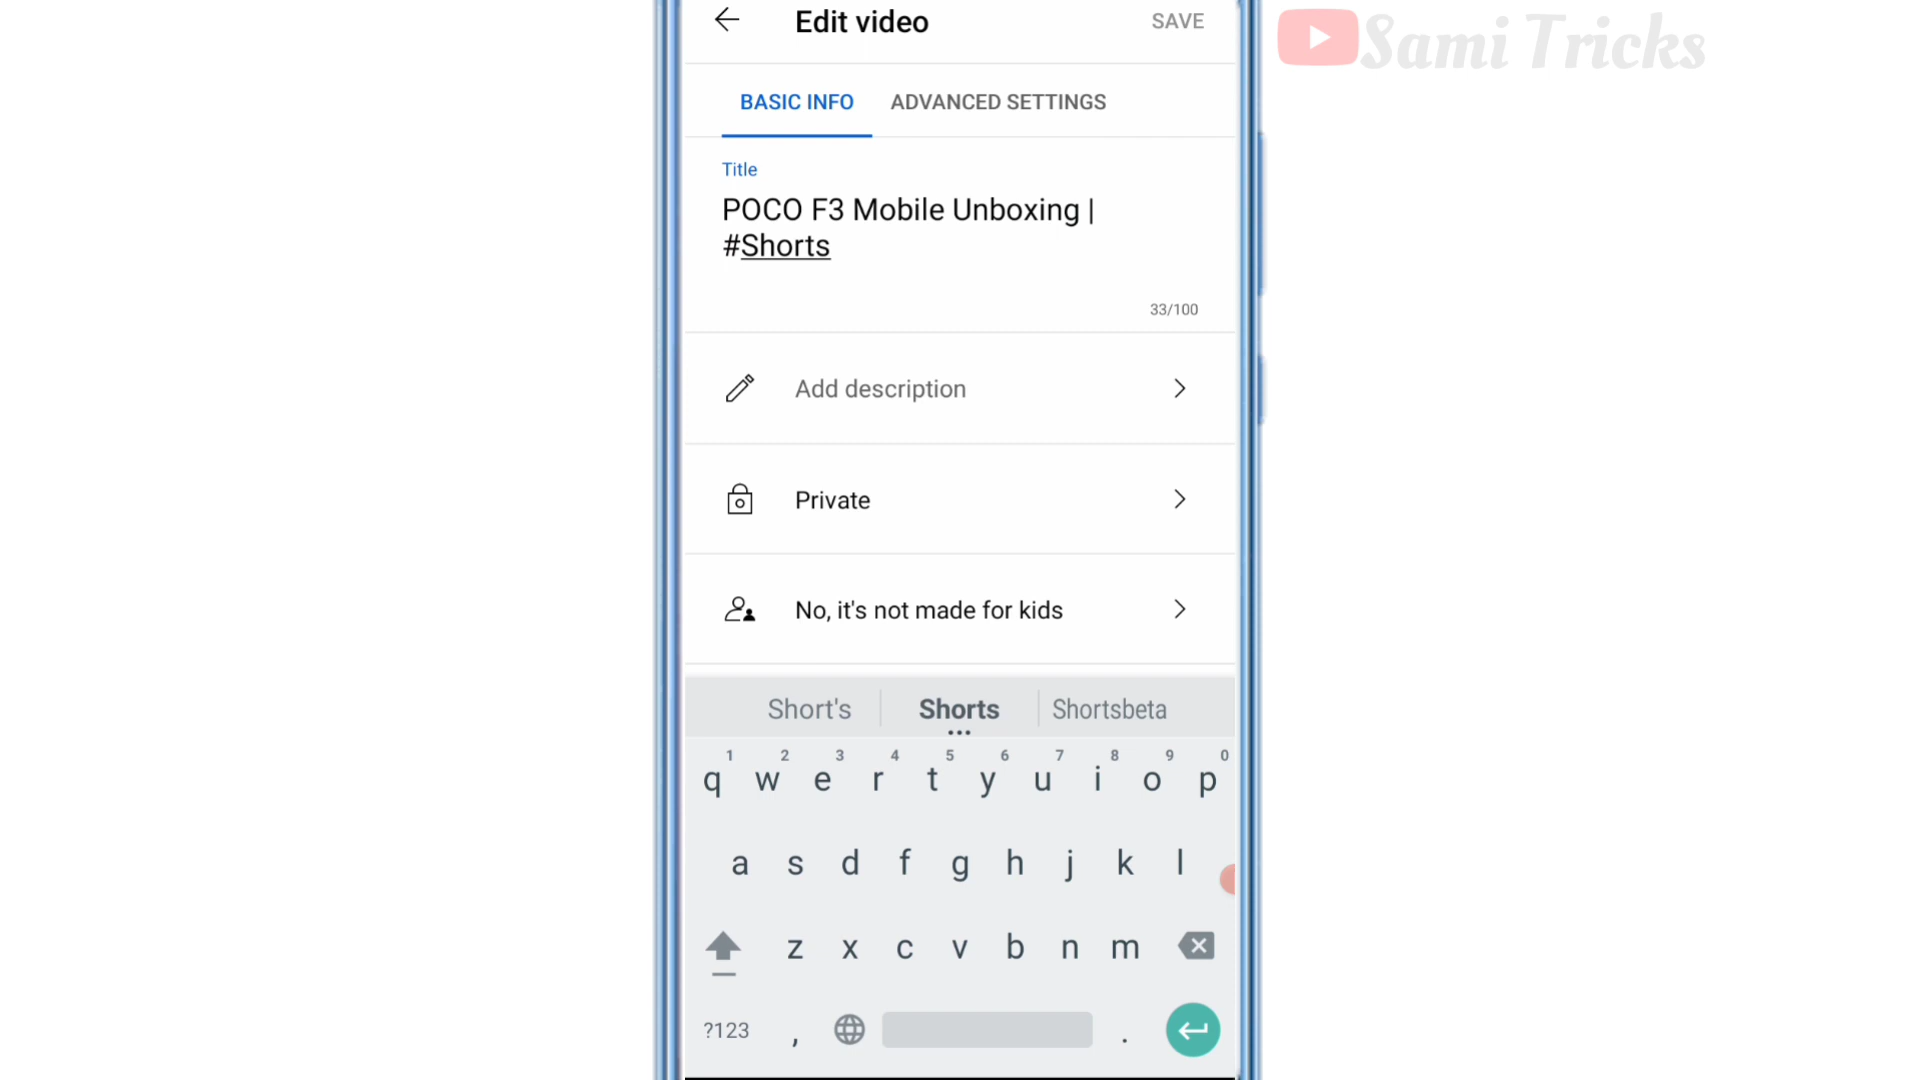 Edit video
SAVE
Sami Tricks
BASIC INFO
ADVANCED SETTINGS
Title
POCO F3 Mobile Unboxing |
#Shorts
33/100
Add description
Private
No, it's not made for kids
Short's
Shorts
Shortsbeta
1 2 3 4 5 6 7 8 9 0
q w e r t y u i o p
a s d f g h j k l
z x c v b n m
?123 , .